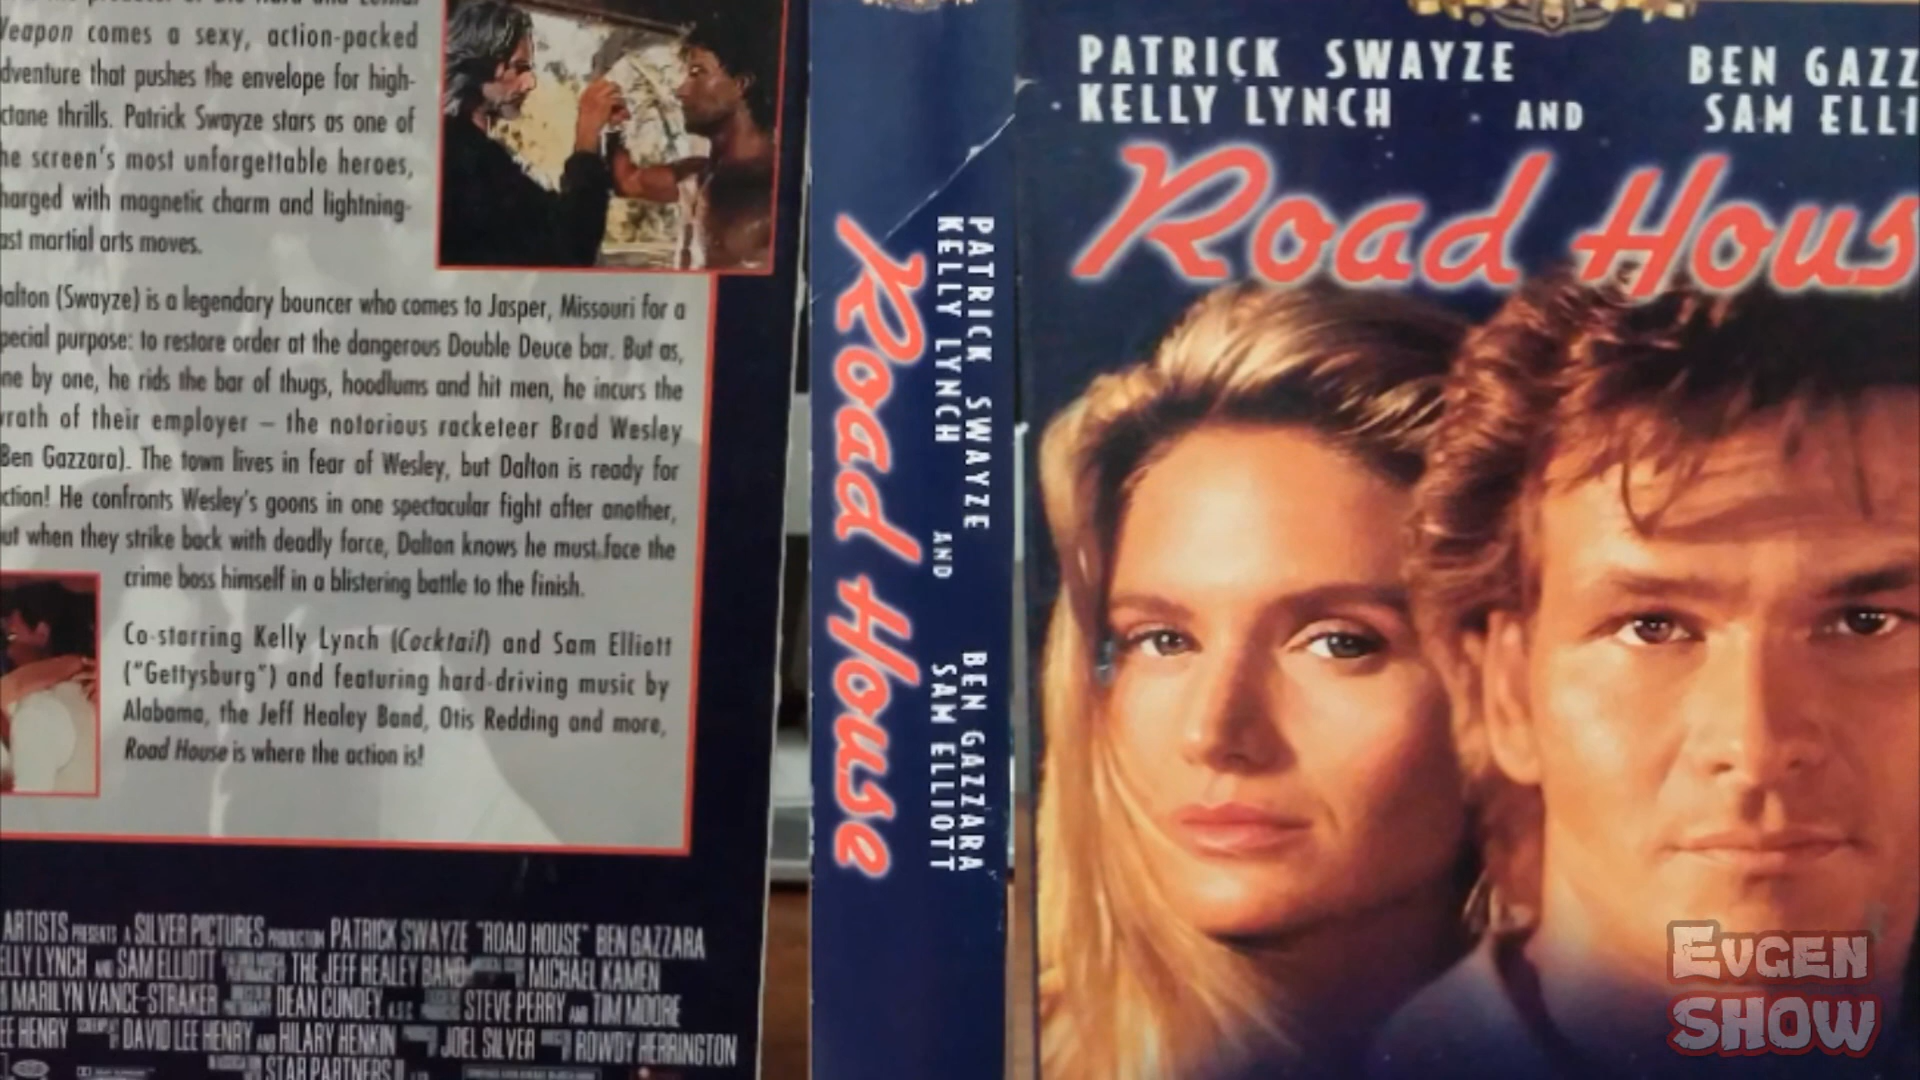 Weapon comes a sexy, action-packed
dventure that pushes the envelope for high-
ctane thrills. Patrick Swayze stars as one of
he screen's most unforgettable heroes,
harged with magnetic charm and lightning-
ast martial arts moves.
alton (Swayze) is a legendary bouncer who comes to Jasper, Missouri for a
pecial purpose: to restore order at the dangerous Double Deuce bar. But as,
ne by one, he rids the bar of thugs, hoodlums and hit men, he incurs the
wrath of their employer – the notorious racketeer Brad Wesley
Ben Gazzara). The town lives in fear of Wesley, but Dalton is ready for
ction! He confronts Wesley's goons in one spectacular fight after another,
ut when they strike back with deadly force, Dalton knows he must face the
crime boss himself in a blistering battle to the finish.
Co-starring Kelly Lynch (Cocktail) and Sam Elliott
("Gettysburg") and featuring hard-driving music by
Alabama, the Jeff Healey Band, Otis Redding and more,
Road House is where the action is!
ARTISTS PRESENTS A SILVER PICTURES PRODUCTION PATRICK SWAYZE "ROAD HOUSE" BEN GAZZARA
ELLY LYNCH AND SAM ELLIOTT THE JEFF HEALEY BAND MICHAEL KAMEN
MARILYN VANCE-STRAKER DEAN CUNDEY, A.S.C. STEVE PERRY AND TIM MOORE
EE HENRY DAVID LEE HENRY AND HILARY HENKIN JOEL SILVER ROWDY HERRINGTON
STAR PARTNERS II
PATRICK SWAYZE BEN GAZZARA
KELLY LYNCH AND SAM ELLIOTT
Road House
PATRICK SWAYZE BEN GAZZ
KELLY LYNCH AND SAM ELLI
Road Hous
EVGEN
SHOW